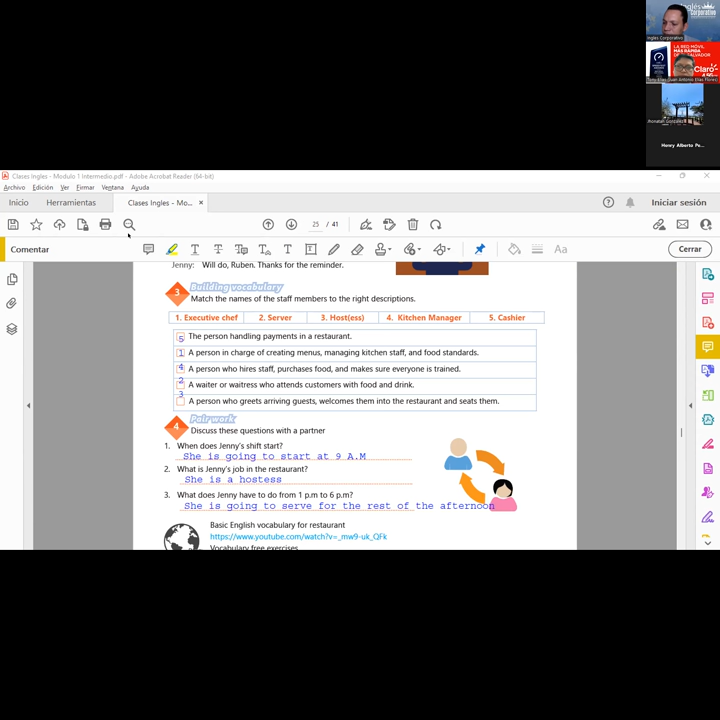 Inglés Corporativo
Inglés Corporativo
LA RED MÓVIL
MÁS RÁPIDA
Claro
Henry Alberto Pe...
Clases Ingles - Modulo 1 Intermedio.pdf - Adobe Acrobat Reader (64-bit)
Archivo Edición Ver Firmar Ventana Ayuda
Inicio Herramientas Clases Ingles - Mo... Iniciar sesión
25 / 41
Comentar Cerrar
Jenny: Will do, Ruben. Thanks for the reminder.
3 Building vocabulary
Match the names of the staff members to the right descriptions.
1. Executive chef 2. Server 3. Host(ess) 4. Kitchen Manager 5. Cashier
5 The person handling payments in a restaurant.
1 A person in charge of creating menus, managing kitchen staff, and food standards.
4 A person who hires staff, purchases food, and makes sure everyone is trained.
2 A waiter or waitress who attends customers with food and drink.
3 A person who greets arriving guests, welcomes them into the restaurant and seats them.
4 Pair work
Discuss these questions with a partner
1. When does Jenny's shift start?
She is going to start at 9 A.M
2. What is Jenny's job in the restaurant?
She is a hostess
3. What does Jenny have to do from 1 p.m to 6 p.m?
She is going to serve for the rest of the afternoon
Basic English vocabulary for restaurant
https://www.youtube.com/watch?v=_mw9-uk_QFk
Vocabulary free exercises